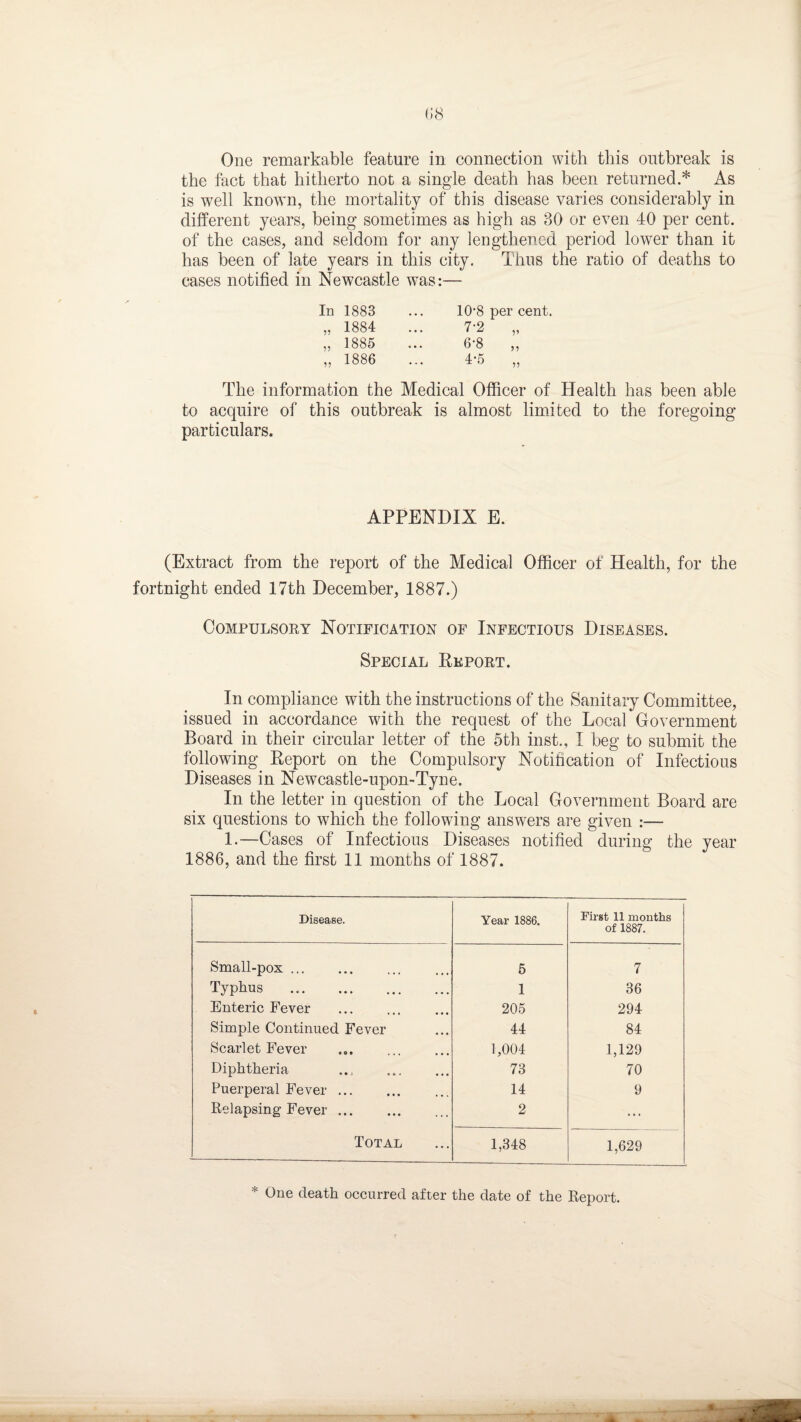 68
One remarkable feature in connection with this outbreak is
the fact that hitherto not a single death has been returned.* As
is well known, the mortality of this disease varies considerably in
different years, being sometimes as high as 30 or even 40 per cent.
of the cases, and seldom for any lengthened period lower than it
has been of late years in this city. Thus the ratio of deaths to
cases notified in Newcastle was:—
In 1883 ... 10·8 per cent.
„ 1884 ... 7·2 „
„ 1885 ... 6·8 „
„ 1886 ... 4·5 „
The information the Medical Officer of Health has been able
to acquire of this outbreak is almost limited to the foregoing
particulars.
APPENDIX E.
(Extract from the report of the Medical Officer of Health, for the
fortnight ended 17th December, 1887.)
Compulsory Notification of Infectious Diseases.
Special Report.
In compliance with the instructions of the Sanitary Committee,
issued in accordance with the request of the Local Government
Board in their circular letter of the 5th inst., I beg to submit the
following Report on the Compulsory Notification of Infectious
Diseases in Newcastle-upon-Tyne.
In the letter in question of the Local Government Board are
six questions to which the following answers are given :—
1.—Cases of Infectious Diseases notified during the year
1886, and the first 11 months of 1887.
Disease. Year 1886. First 11 months
of 1887.
Small-pox ... ... ... ... 5 7
Typhus ... ... ... ... 1 36
Enteric Fever ... ... ... 205 294
Simple Continued Fever ... 44 84
Scarlet Fever ... ... ... 1,004 1,129
Diphtheria ... ... ... 73 70
Puerperal Fever ... ... ... 14 9
Relapsing Fever ... ... ... 2 ...
Total ... 1,348 1,629
* One death occurred after the date of the Report.